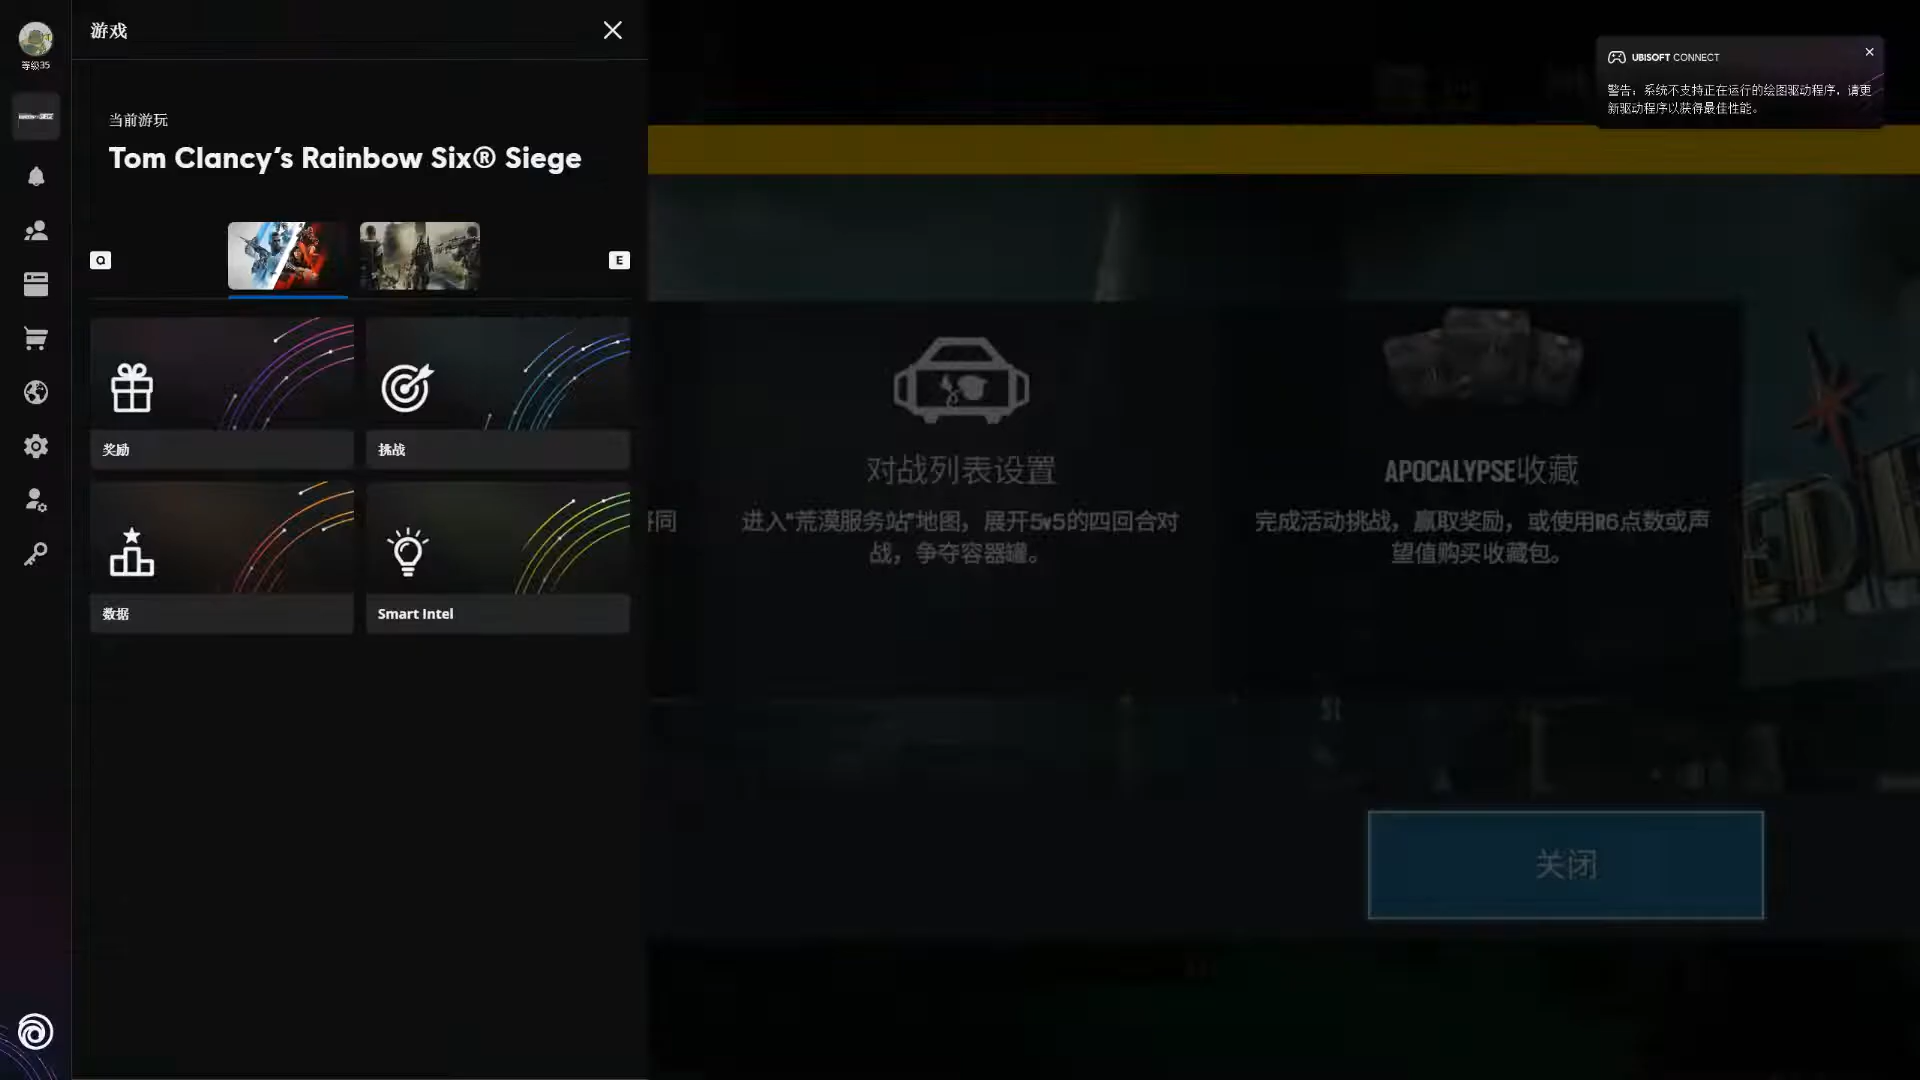 等级35
游戏
当前游玩
Tom Clancy's Rainbow Six® Siege
Q
E
奖励
挑战
数据
Smart Intel
UBISOFT CONNECT
警告：系统不支持正在运行的绘图驱动程序，请更
新驱动程序以获得最佳性能。
对战列表设置
进入“荒漠服务站”地图，展开5v5的四回合对
战，争夺容器罐。
APOCALYPSE收藏
完成活动挑战，赢取奖励，或使用R6点数或声
望值购买收藏包。
关闭